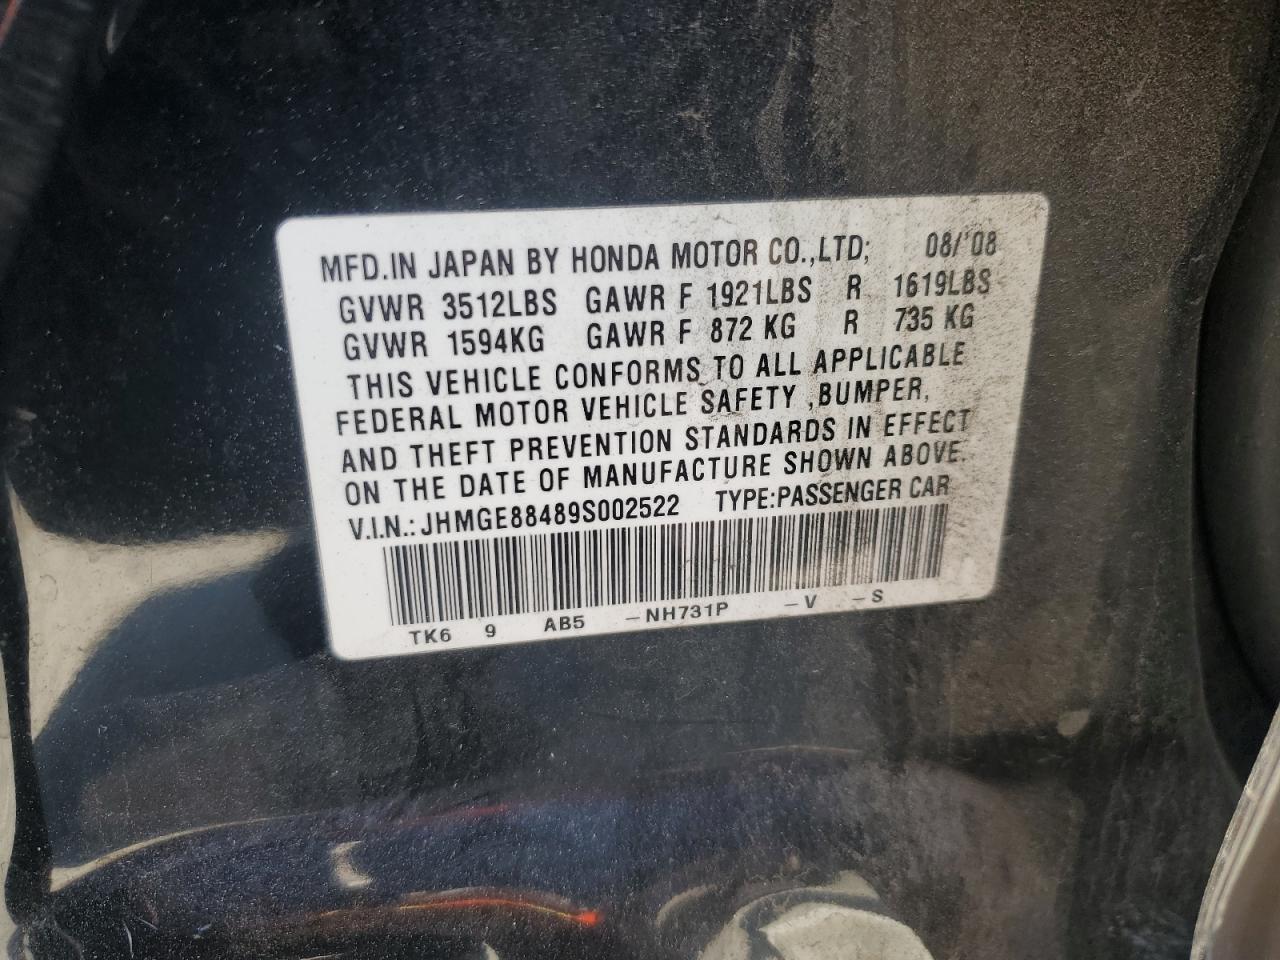 MFD.IN JAPAN BY HONDA MOTOR CO.,LTD; 08/'08
GVWR 3512LBS GAWR F 1921LBS R 1619LBS
GVWR 1594KG GAWR F 872 KG R 735 KG
THIS VEHICLE CONFORMS TO ALL APPLICABLE
FEDERAL MOTOR VEHICLE SAFETY ,BUMPER,
AND THEFT PREVENTION STANDARDS IN EFFECT
ON THE DATE OF MANUFACTURE SHOWN ABOVE.
V.I.N.: JHMGE88489S002522 TYPE:PASSENGER CAR
TK6 9 AB5 -NH731P -V -S